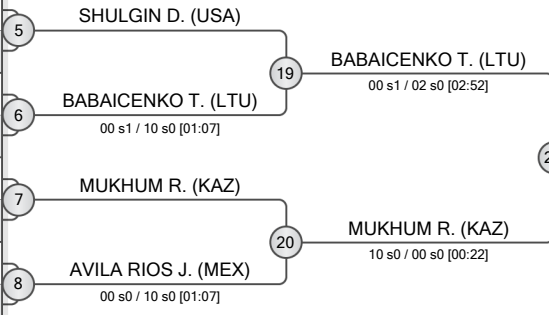 SHULGIN D. (USA)
5
19
BABAICENKO T. (LTU)
00 s1 / 02 s0 [02:52]
BABAICENKO T. (LTU)
6
00 s1 / 10 s0 [01:07]
MUKHUM R. (KAZ)
7
20
MUKHUM R. (KAZ)
10 s0 / 00 s0 [00:22]
AVILA RIOS J. (MEX)
8
00 s0 / 10 s0 [01:07]